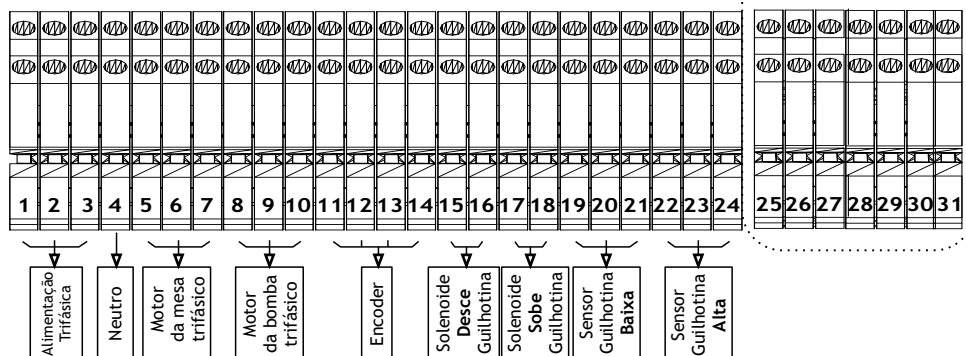 1 2 3 4 5 6 7 8 9 10 11 12 13 14 15 16 17 18 19 20 21 22 23 24 25 26 27 28 29 30 31
Alimentação
Trifásica
Neutro
Motor
da mesa
trifásico
Motor
da bomba
trifásico
Encoder
Solenoide
Desce
Guilhotina
Solenoide
Sobe
Guilhotina
Sensor
Guilhotina
Baixa
Sensor
Guilhotina
Alta